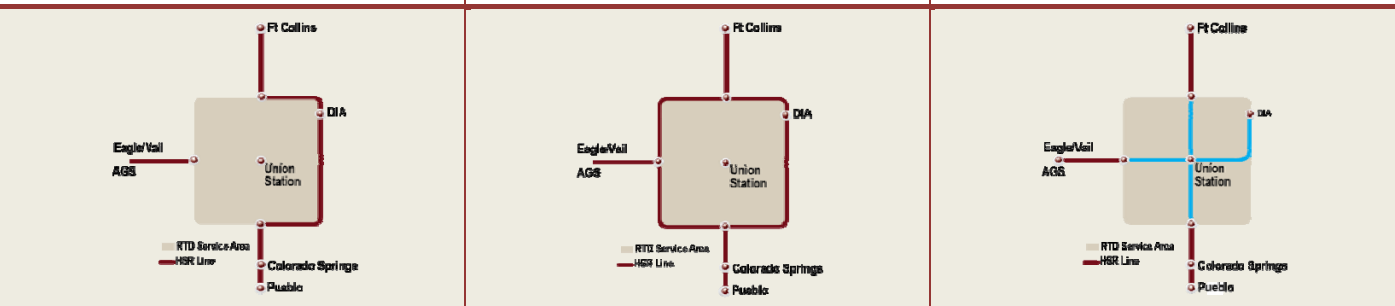 Ft Collins
DIA
Eagle/Vail
AGS
Union
Station
RTD Service Area
HSR Line
Colorado Springs
Pueblo
Ft Collins
DIA
Eagle/Vail
AGS
Union
Station
RTD Service Area
HSR Line
Colorado Springs
Pueblo
Ft Collins
DIA
Eagle/Vail
AGS
Union
Station
RTD Service Area
HSR Line
Colorado Springs
Pueblo